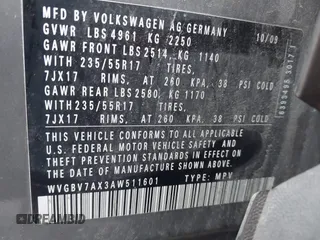 MFD BY VOLKSWAGEN AG GERMANY
GVWR LBS 4961 KG 2250 10/09
GAWR FRONT LBS 2514, KG 1140
WITH 235/55R17 TIRES,
7JX17 RIMS, AT 260 KPA, 38 PSI COLD
GAWR REAR LBS 2580, KG 1170
WITH 235/55R17 TIRES,
7JX17 RIMS, AT 260 KPA, 38 PSI COLD
THIS VEHICLE CONFORMS TO ALL APPLICABLE
U.S. FEDERAL MOTOR VEHICLE SAFETY AND
THEFT PREVENTION STANDARDS IN EFFECT ON THE
DATE OF MANUFACTURE SHOWN ABOVE.
WVGBV7AX3AW511601 TYPE: MPV